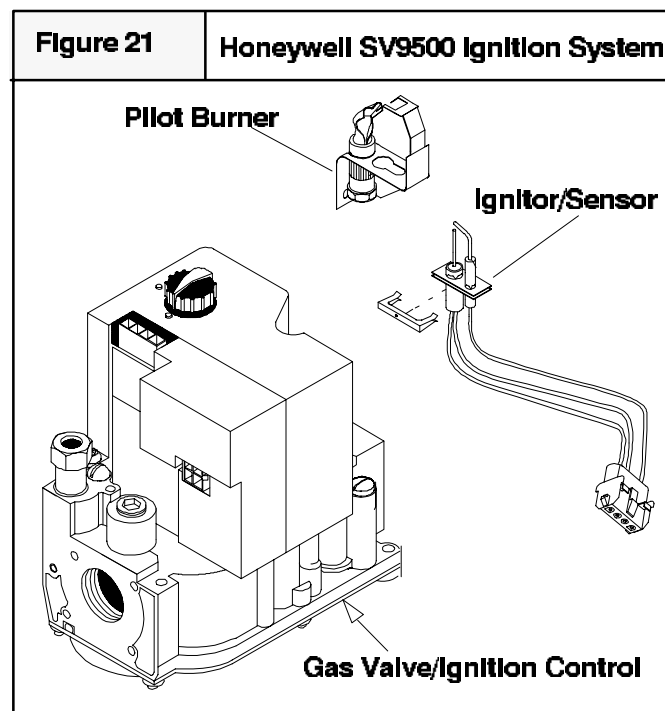 Figure 21
Honeywell SV9500 Ignition System
Pilot Burner
Ignitor/Sensor
Gas Valve/Ignition Control